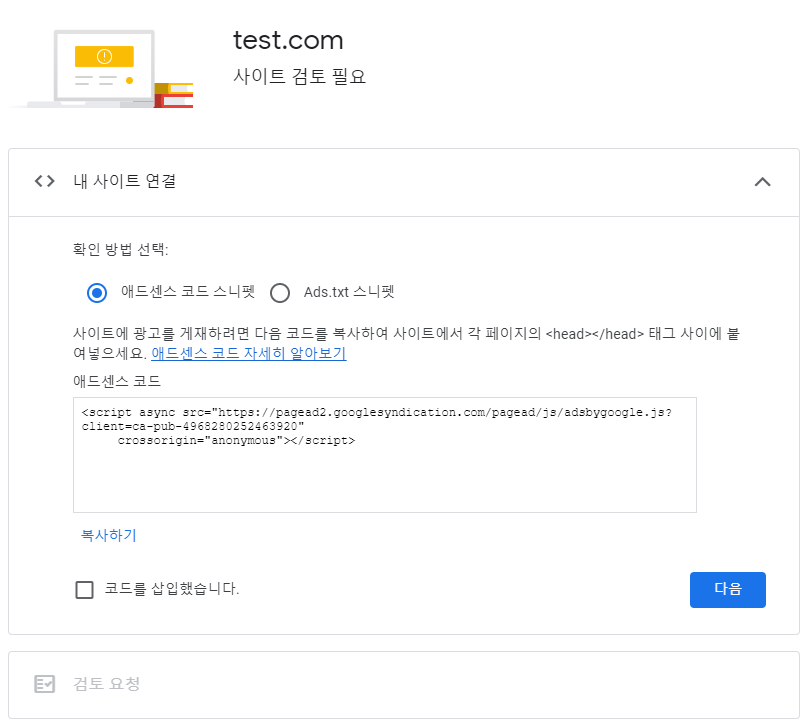 test.com
사이트 검토 필요
내 사이트 연결
확인 방법 선택:
애드센스 코드 스니펫 Ads.txt 스니펫
사이트에 광고를 게재하려면 다음 코드를 복사하여 사이트에서 각 페이지의 <head></head> 태그 사이에 붙
여넣으세요. 애드센스 코드 자세히 알아보기
애드센스 코드
<script async src="https://pagead2.googlesyndication.com/pagead/js/adsbygoogle.js?
client=ca-pub-4968280252463920"
crossorigin="anonymous"></script>
복사하기
코드를 삽입했습니다.
다음
검토 요청